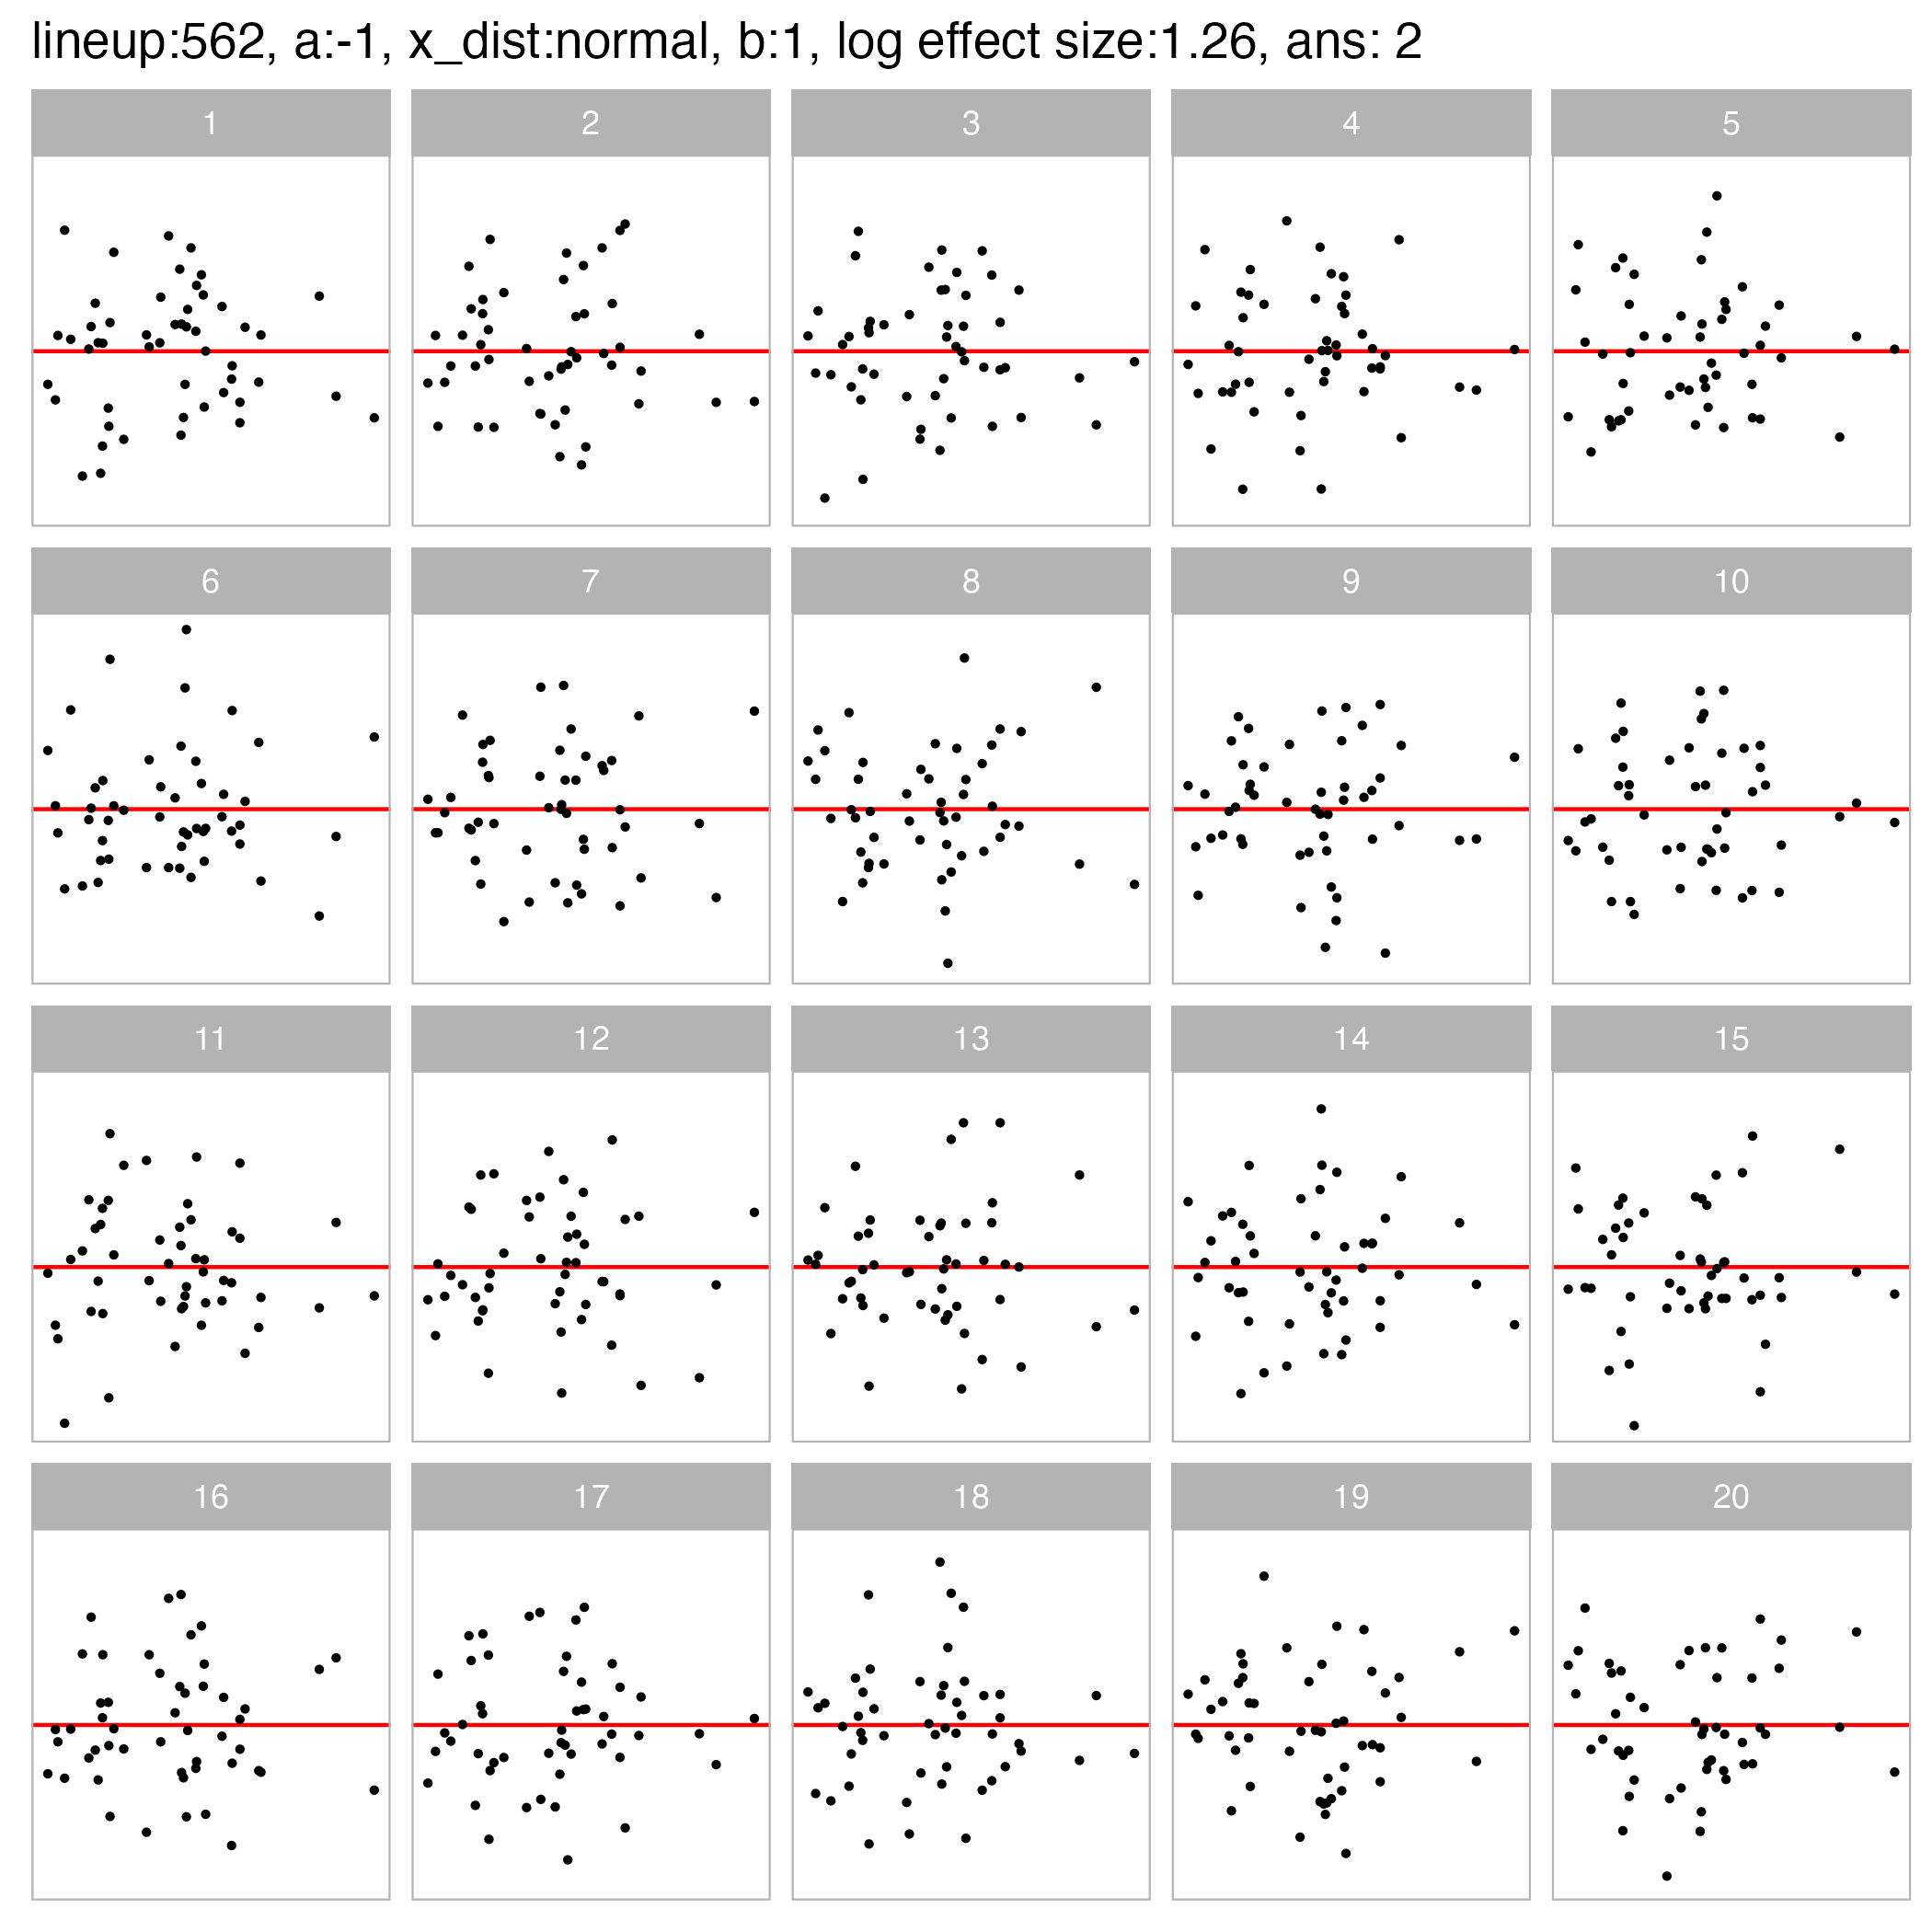 lineup:562, a:-1, x_dist:normal, b:1, log effect size:1.26, ans: 2
1 2 3 4 5
6 7 8 9 10
11 12 13 14 15
16 17 18 19 20